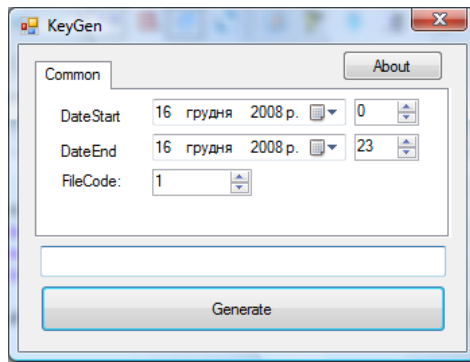 KeyGen
About
Common
DateStart 16 грудня 2008 р. 0
DateEnd 16 грудня 2008 р. 23
FileCode: 1
Generate